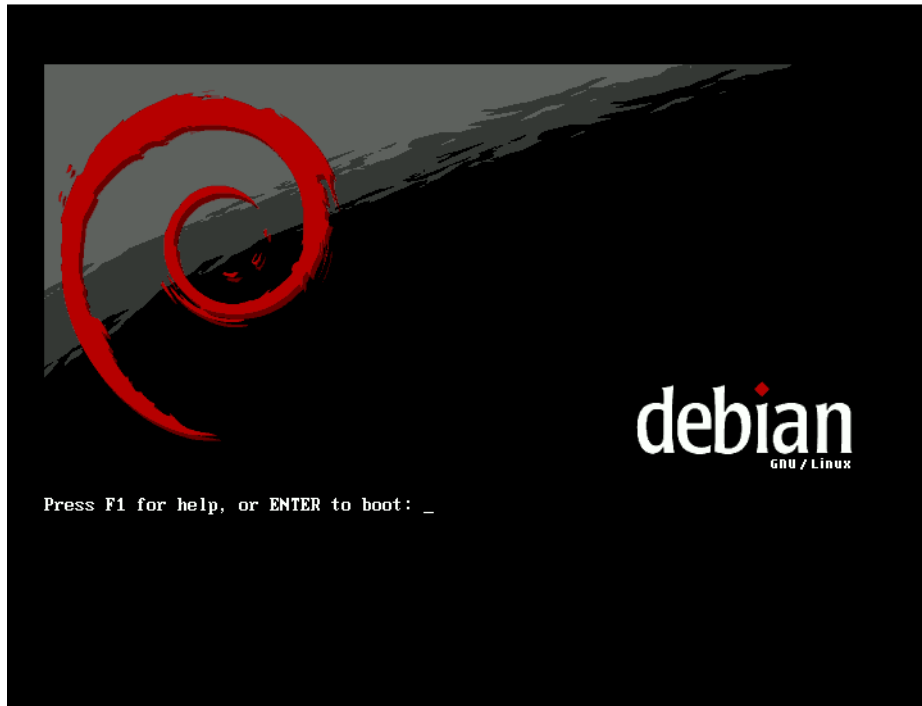 debian
GNU / Linux
Press F1 for help, or ENTER to boot: _